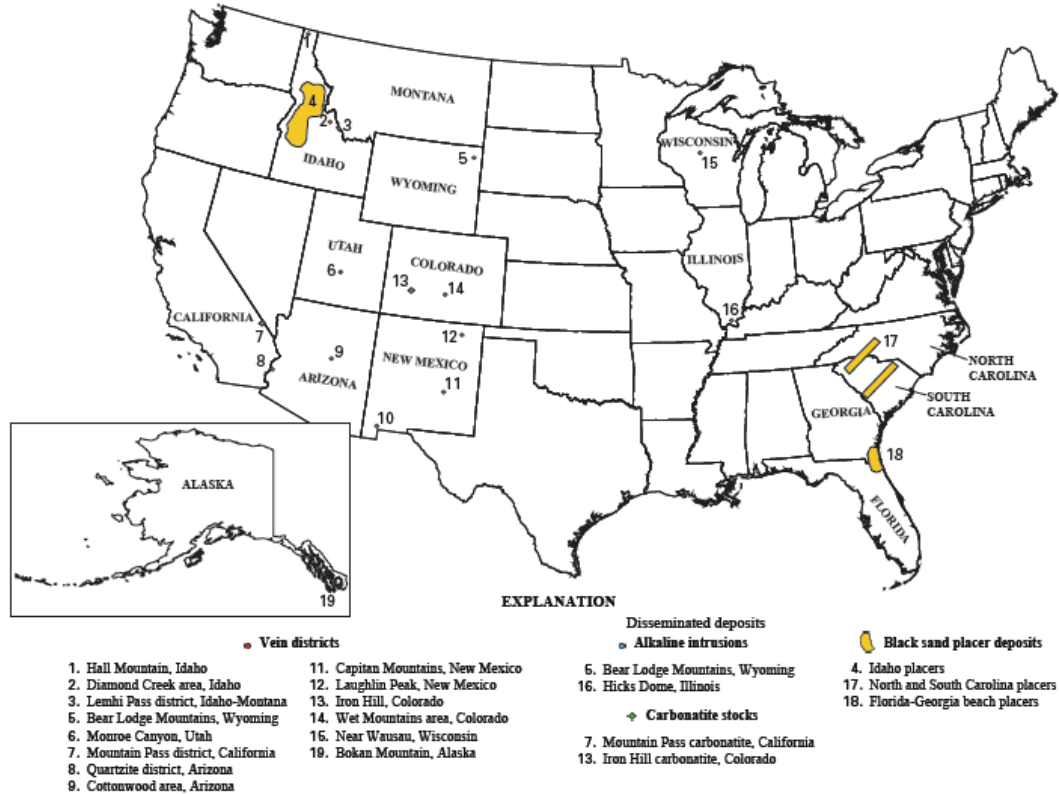 1
MONTANA
4
2
3
WISCONSIN
15
5
IDAHO
WYOMING
UTAH
6
COLORADO
13
14
ILLINOIS
16
CALIFORNIA
7
12
17
8
9
ARIZONA
NEW MEXICO
11
NORTH
CAROLINA
SOUTH
CAROLINA
GEORGIA
10
18
ALASKA
FLORIDA
19
EXPLANATION
Vein districts
1. Hall Mountain, Idaho
2. Diamond Creek area, Idaho
3. Lemhi Pass district, Idaho-Montana
5. Bear Lodge Mountains, Wyoming
6. Monroe Canyon, Utah
7. Mountain Pass district, California
8. Quartzite district, Arizona
9. Cottonwood area, Arizona
11. Capitan Mountains, New Mexico
12. Laughlin Peak, New Mexico
13. Iron Hill, Colorado
14. Wet Mountains area, Colorado
15. Near Wausau, Wisconsin
19. Bokan Mountain, Alaska
Disseminated deposits
Alkaline intrusions
5. Bear Lodge Mountains, Wyoming
16. Hicks Dome, Illinois
Carbonatite stocks
7. Mountain Pass carbonatite, California
13. Iron Hill carbonatite, Colorado
Black sand placer deposits
4. Idaho placers
17. North and South Carolina placers
18. Florida-Georgia beach placers